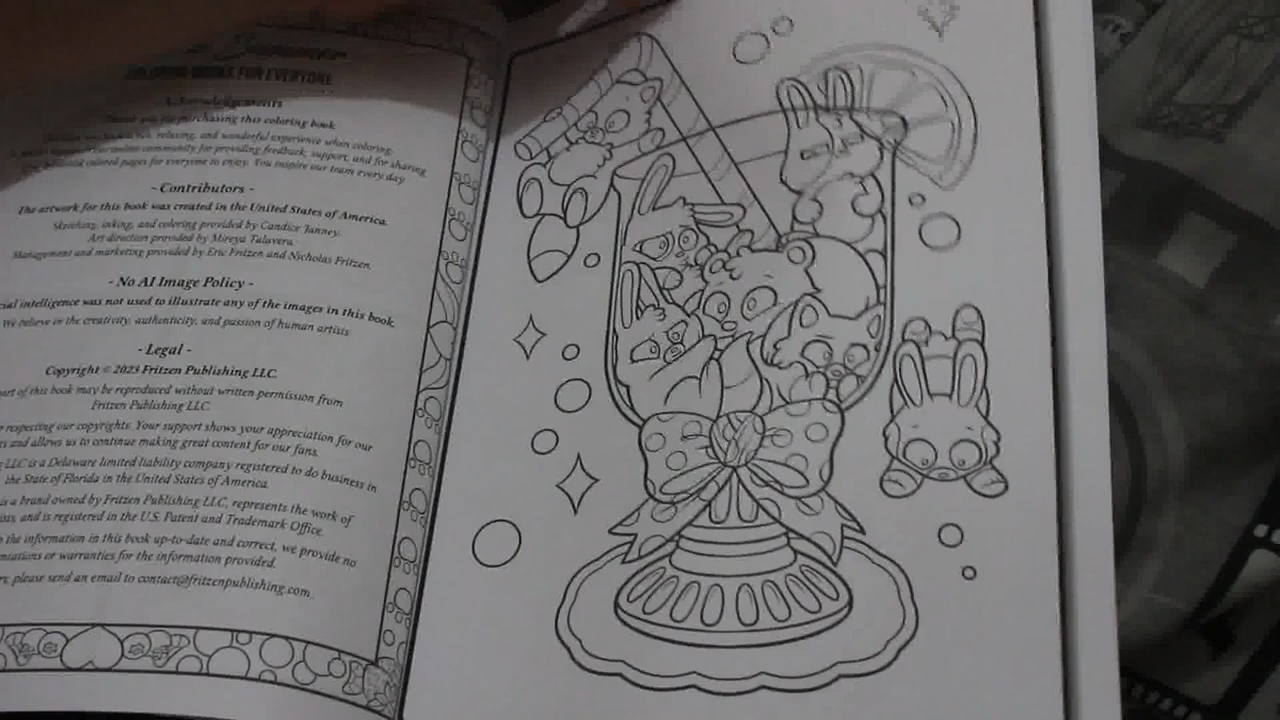 BOOKS FOR EVERYONE
Acknowledgements
purchasing this coloring book
relaxing, and wonderful experience when coloring.
online community for providing feedback, support, and for sharing
colored pages for everyone to enjoy. You inspire our team every day.
- Contributors -
The artwork for this book was created in the United States of America.
Sketching, inking, and coloring provided by Candice Janney.
Art direction provided by Mireya Talavera.
Management and marketing provided by Eric Fritzen and Nicholas Fritzen.
- No AI Image Policy -
intelligence was not used to illustrate any of the images in this book.
We believe in the creativity, authenticity, and passion of human artists
- Legal -
Copyright © 2023 Fritzen Publishing LLC.
part of this book may be reproduced without written permission from
Fritzen Publishing LLC.
respecting our copyrights. Your support shows your appreciation for our
and allows us to continue making great content for our fans.
LLC is a Delaware limited liability company registered to do business in
the State of Florida in the United States of America.
is a brand owned by Fritzen Publishing LLC, represents the work of
and is registered in the U.S. Patent and Trademark Office.
the information in this book up-to-date and correct, we provide no
or warranties for the information provided.
please send an email to contact@fritzenpublishing.com.